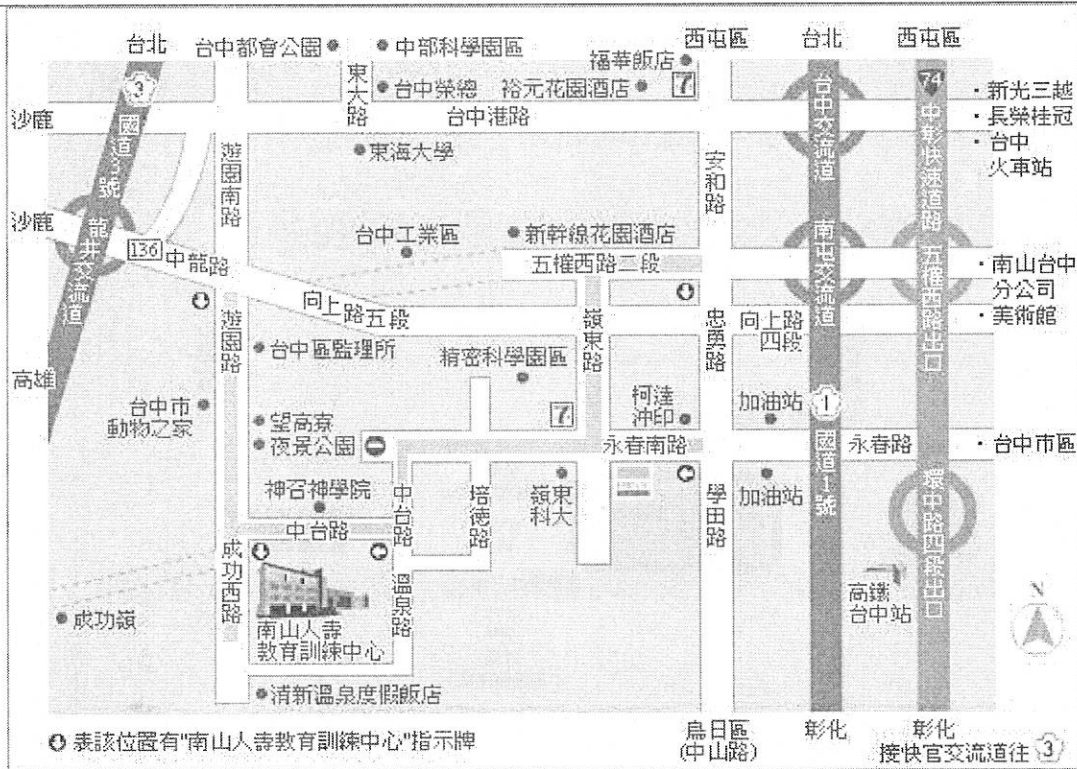 台北
台中都會公園
中部科學園區
西屯區
台北
西屯區
福華飯店
3
東大路
台中榮總
裕元花園酒店
7
74
新光三越
長榮桂冠
台中
火車站
沙鹿
台中港路
國道3號
遊園南路
東海大學
安和路
台中交流道
中彰快速道路
沙鹿
台中工業區
新幹線花園酒店
136
中龍路
五權西路二段
龍井交流道
南屯交流道
五權西路出口
南山台中
分公司
美術館
向上路五段
嶺東路
忠勇路
向上路
四段
遊園路
台中區監理所
精密科學園區
高雄
台中市
動物之家
望高寮
夜景公園
7
柯達
沖印
加油站
1
永春南路
永春路
台中市區
國道1號
神召神學院
中台路
培德路
嶺東
科大
學田路
加油站
環中路四段出口
中台路
成功西路
溫泉路
高鐵
台中站
N
成功嶺
南山人壽
教育訓練中心
清新溫泉度假飯店
表該位置有"南山人壽教育訓練中心"指示牌
烏日區
(中山路)
彰化
彰化
接快官交流道往 3